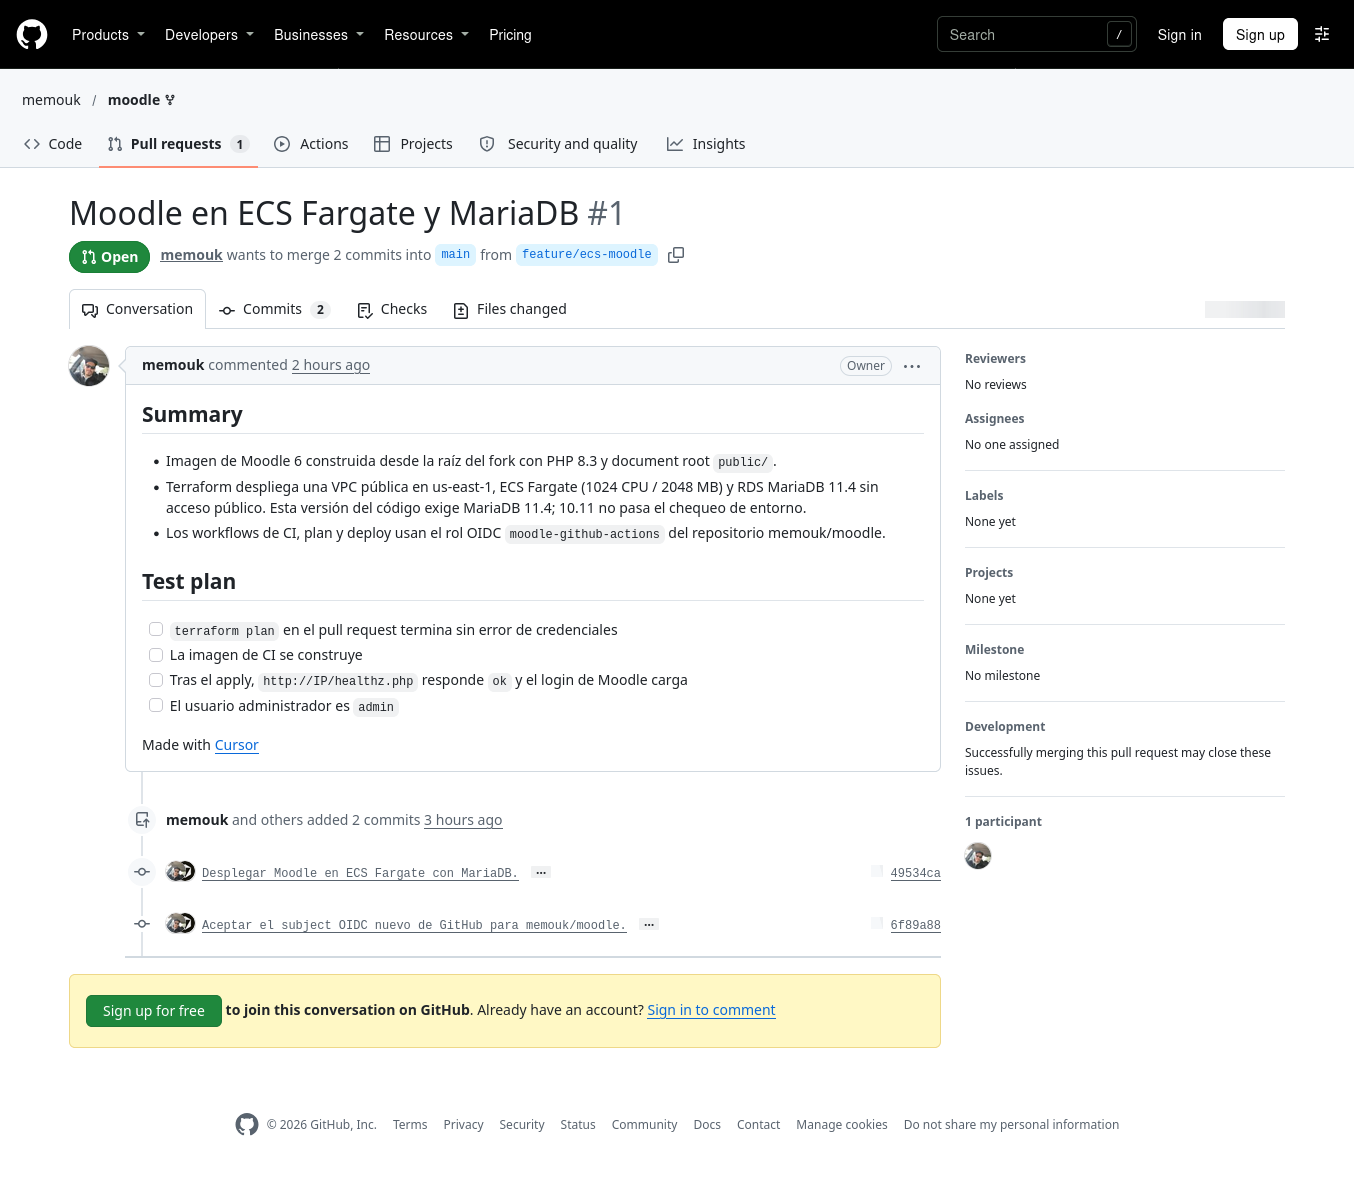 Products Developers Businesses Resources Pricing Search / Sign in Sign up
memouk / moodle
Code Pull requests 1 Actions Projects Security and quality Insights
Moodle en ECS Fargate y MariaDB #1
Open memouk wants to merge 2 commits into main from feature/ecs-moodle
Conversation Commits 2 Checks Files changed
memouk commented 2 hours ago Owner
Summary
Imagen de Moodle 6 construida desde la raíz del fork con PHP 8.3 y document root public/.
Terraform despliega una VPC pública en us-east-1, ECS Fargate (1024 CPU / 2048 MB) y RDS MariaDB 11.4 sin
acceso público. Esta versión del código exige MariaDB 11.4; 10.11 no pasa el chequeo de entorno.
Los workflows de CI, plan y deploy usan el rol OIDC moodle-github-actions del repositorio memouk/moodle.
Test plan
terraform plan en el pull request termina sin error de credenciales
La imagen de CI se construye
Tras el apply, http://IP/healthz.php responde ok y el login de Moodle carga
El usuario administrador es admin
Made with Cursor
memouk and others added 2 commits 3 hours ago
Desplegar Moodle en ECS Fargate con MariaDB. … 49534ca
Aceptar el subject OIDC nuevo de GitHub para memouk/moodle. … 6f89a88
Reviewers
No reviews
Assignees
No one assigned
Labels
None yet
Projects
None yet
Milestone
No milestone
Development
Successfully merging this pull request may close these
issues.
1 participant
Sign up for free to join this conversation on GitHub. Already have an account? Sign in to comment
© 2026 GitHub, Inc. Terms Privacy Security Status Community Docs Contact Manage cookies Do not share my personal information